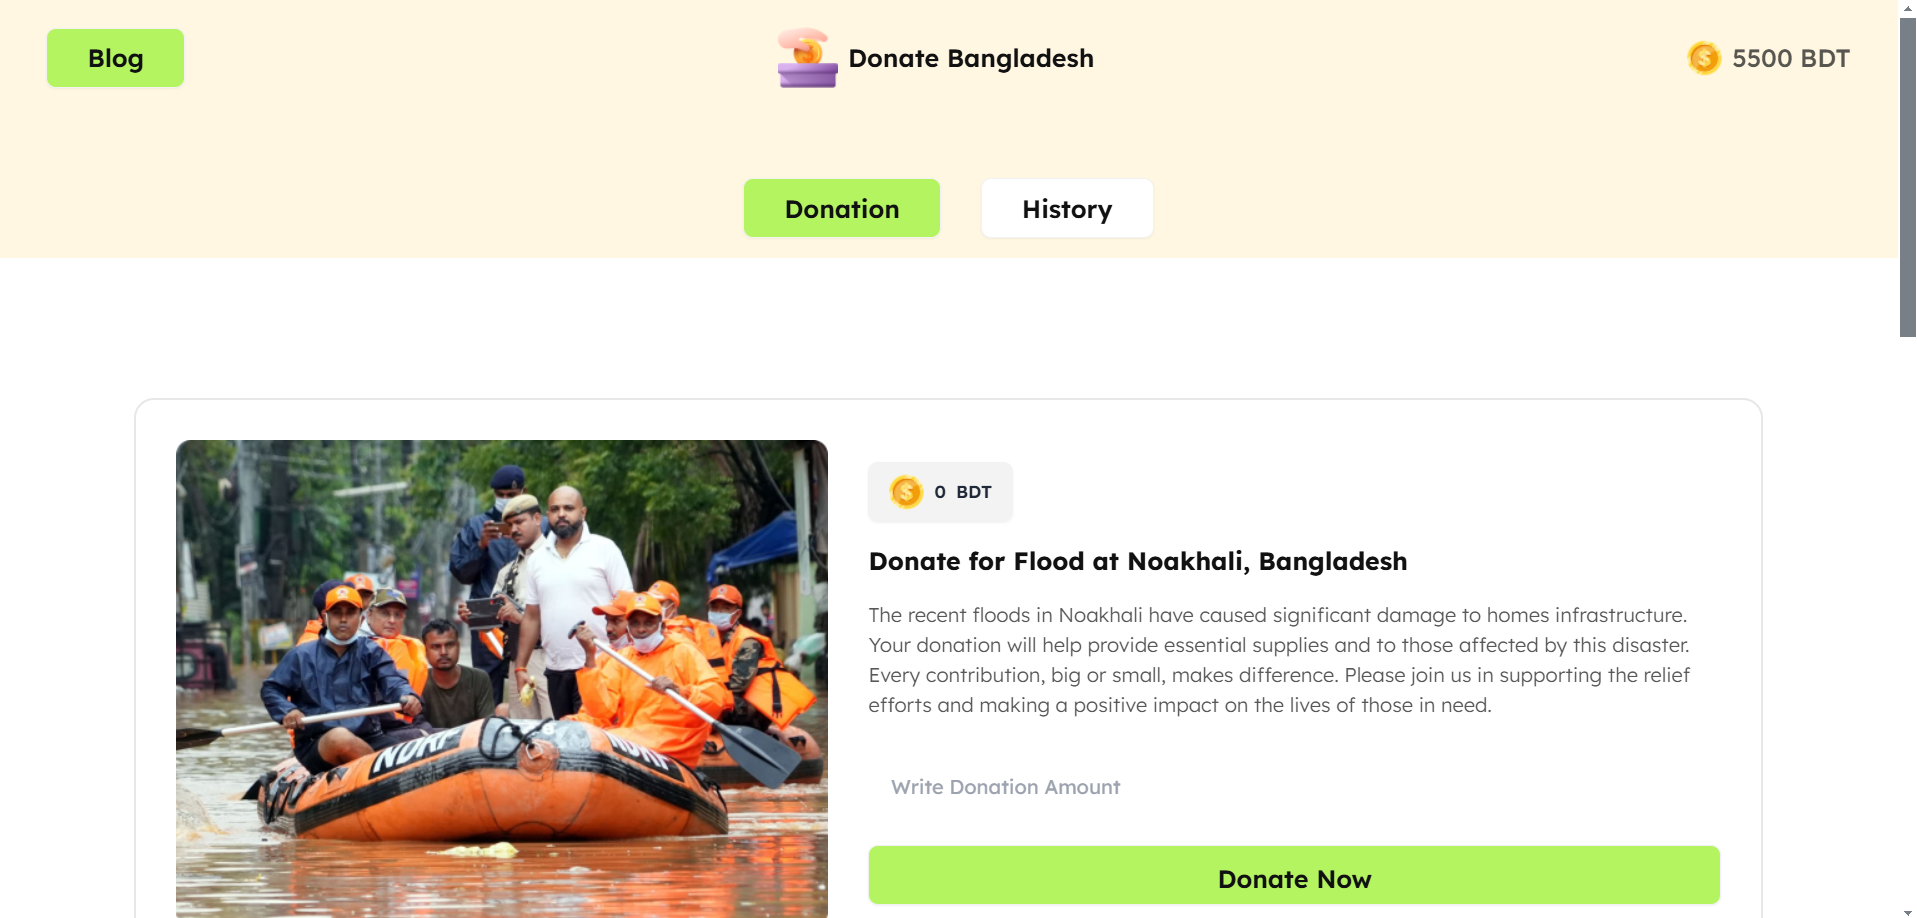 Blog
Donate Bangladesh
5500 BDT
Donation
History
0 BDT
Donate for Flood at Noakhali, Bangladesh
The recent floods in Noakhali have caused significant damage to homes infrastructure.
Your donation will help provide essential supplies and to those affected by this disaster.
Every contribution, big or small, makes difference. Please join us in supporting the relief
efforts and making a positive impact on the lives of those in need.
Write Donation Amount
Donate Now
NDRF